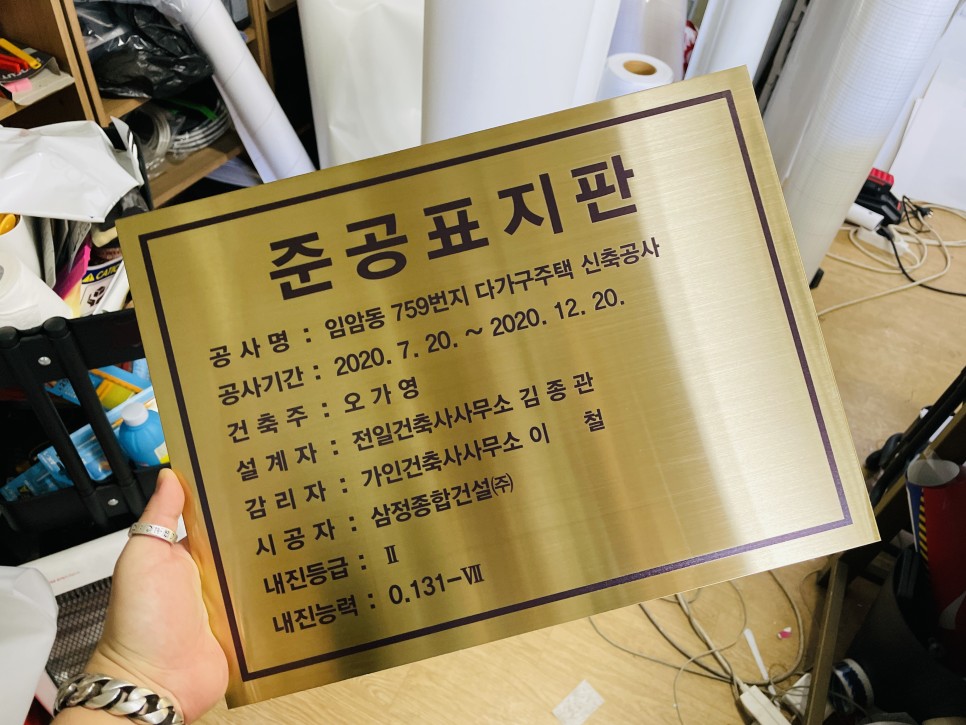 준공표지판
공 사 명 : 임암동 759번지 다가구주택 신축공사
공사기간 : 2020. 7. 20. ~ 2020. 12. 20.
건 축 주 : 오 가 영
설 계 자 : 전일건축사사무소 김 종 관
감 리 자 : 가인건축사사무소 이 철
시 공 자 : 삼정종합건설㈜
내진등급 : Ⅱ
내진능력 : 0.131-Ⅶ